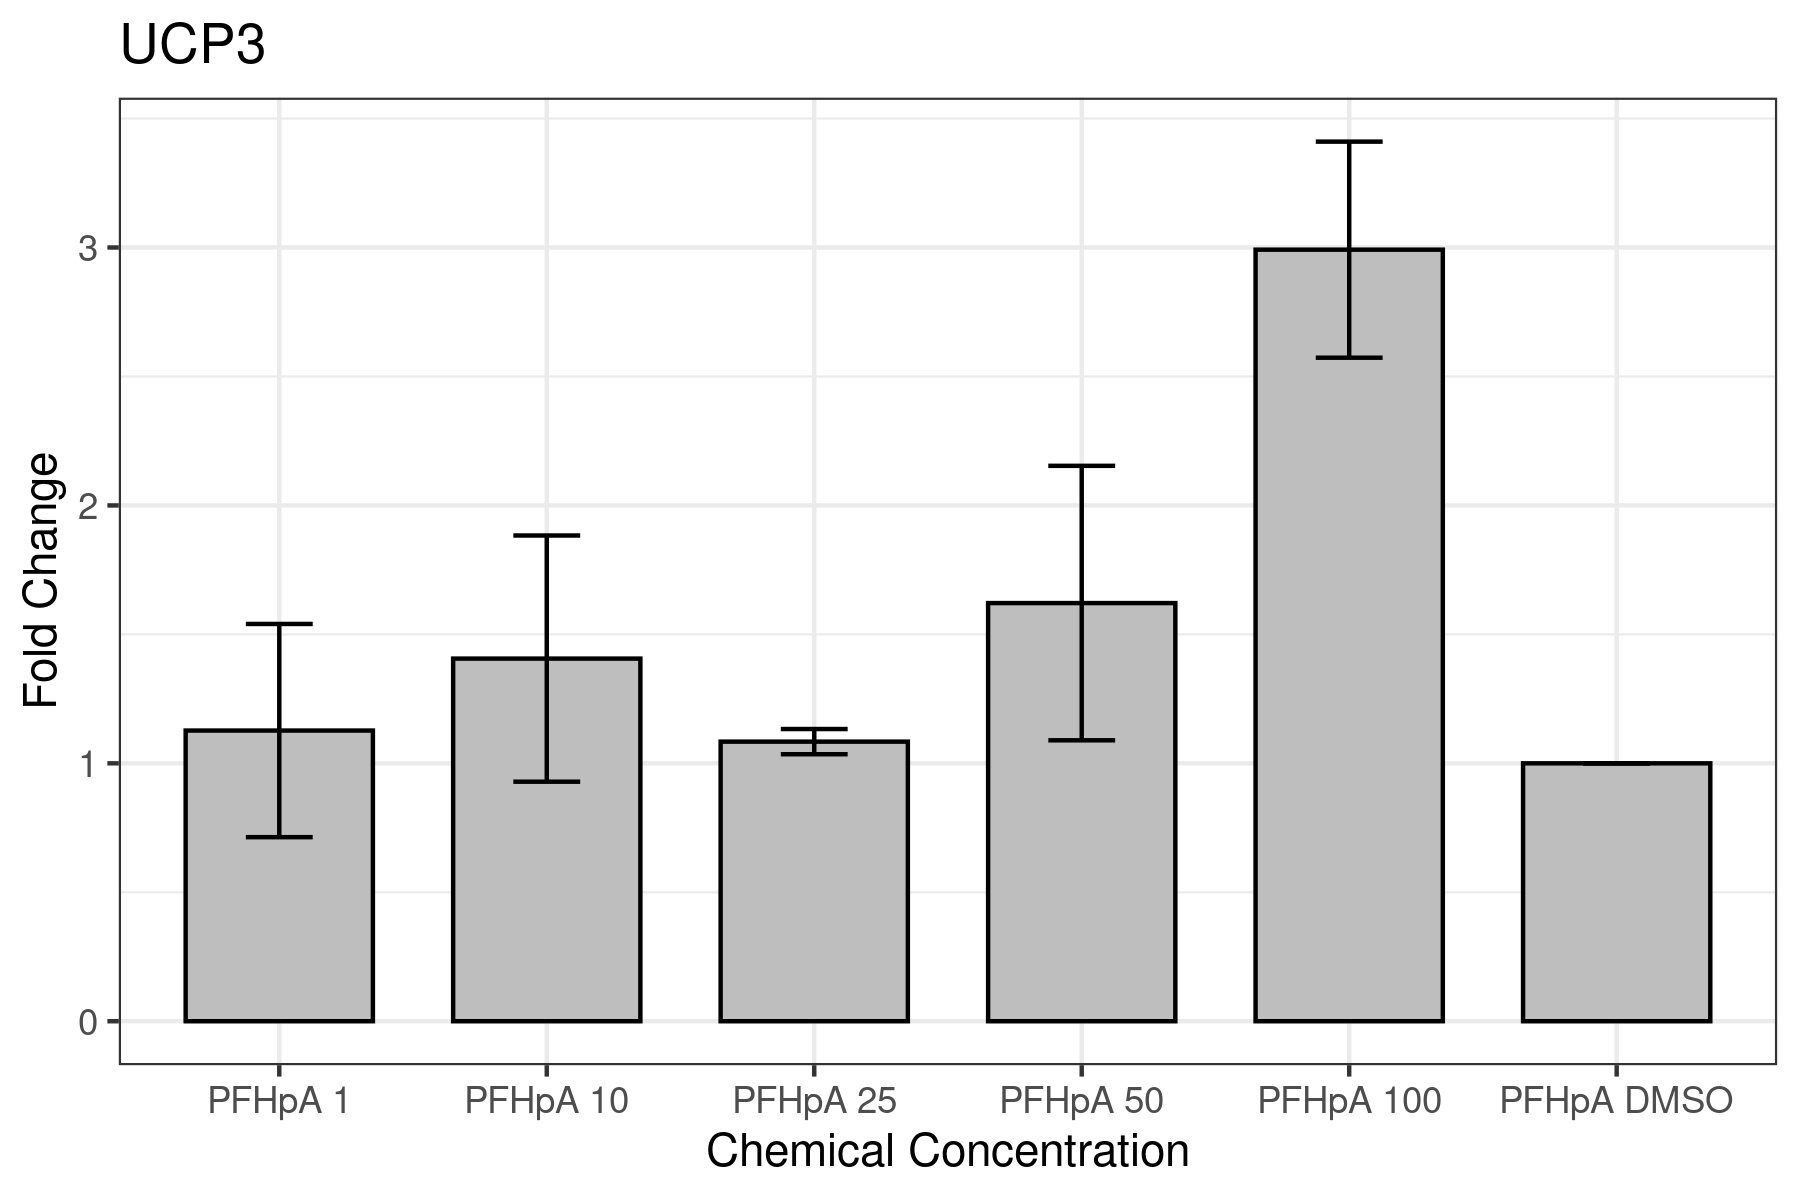 UCP3
Fold Change
3
2
1
0
PFHpA 1 PFHpA 10 PFHpA 25 PFHpA 50 PFHpA 100 PFHpA DMSO
Chemical Concentration